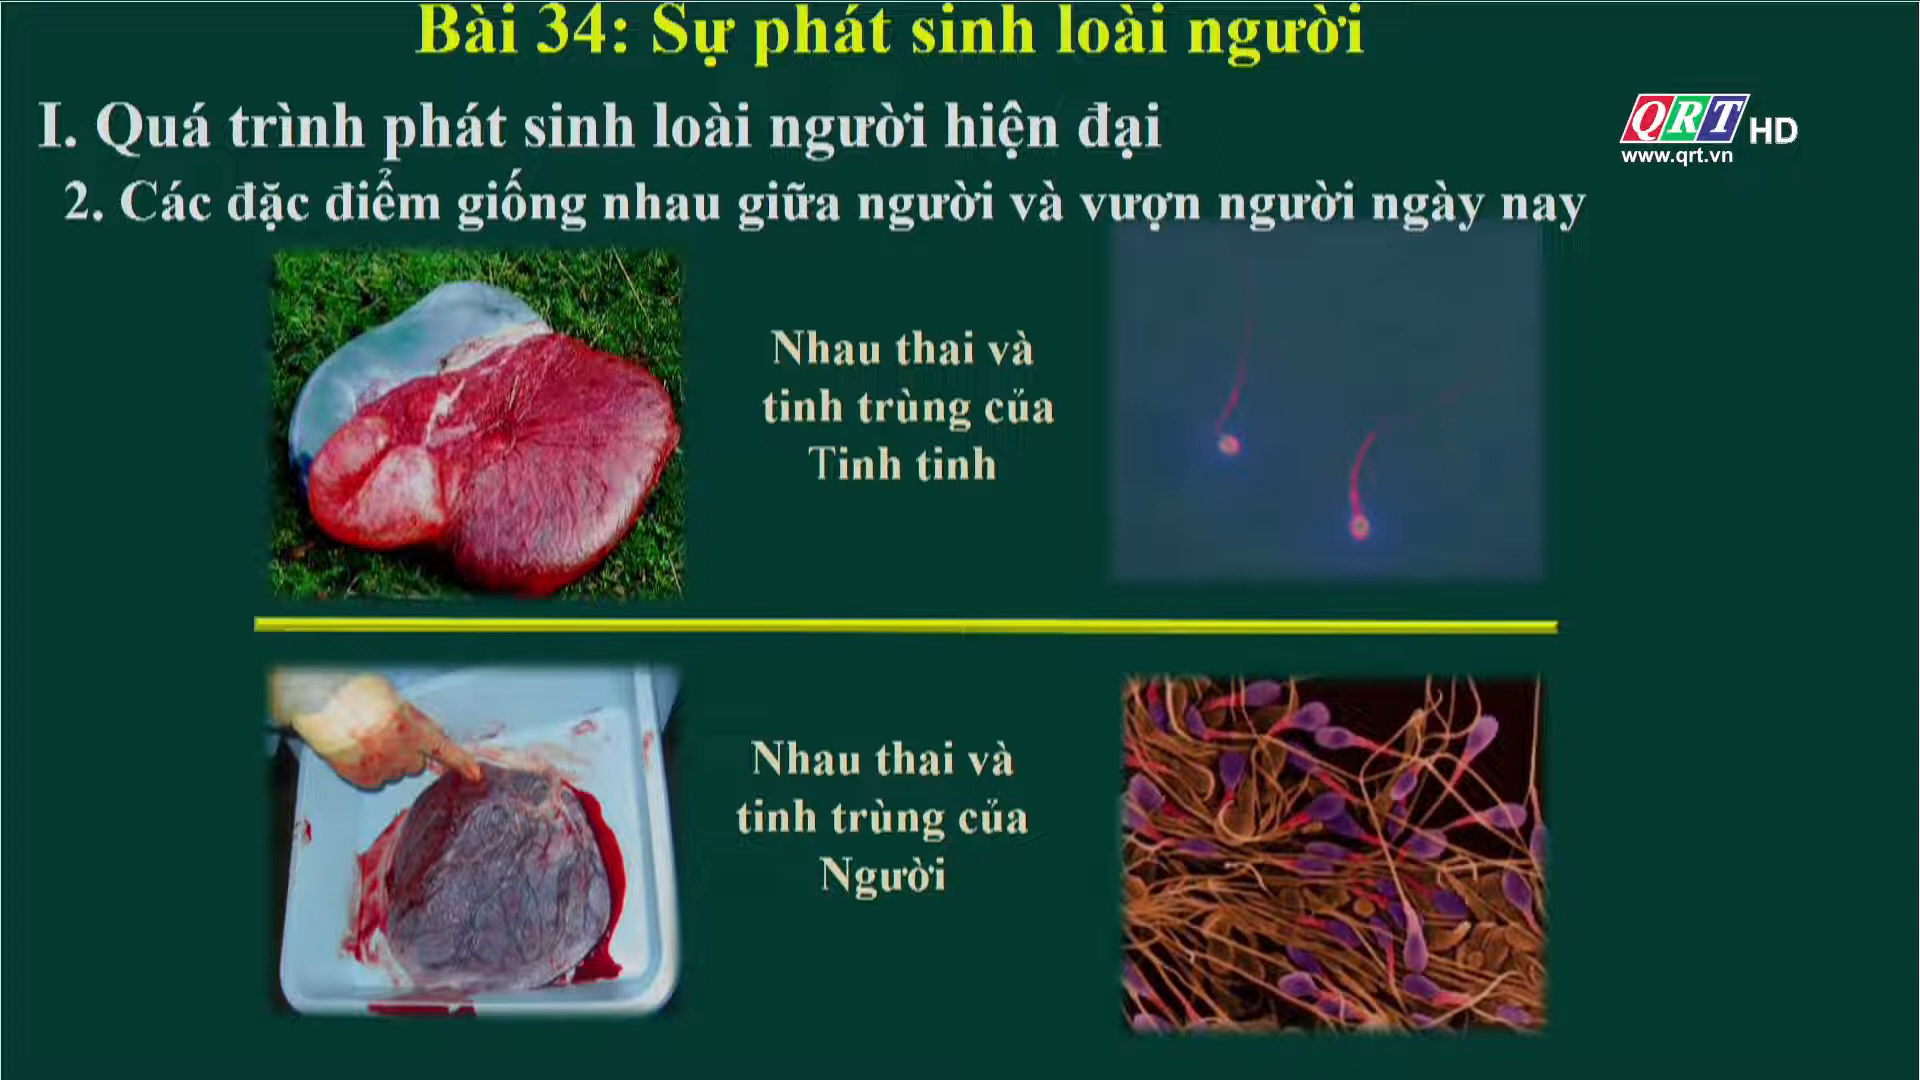 Bài 34: Sự phát sinh loài người
I. Quá trình phát sinh loài người hiện đại
QRT HD
www.qrt.vn
2. Các đặc điểm giống nhau giữa người và vượn người ngày nay
Nhau thai và
tinh trùng của
Tinh tinh
Nhau thai và
tinh trùng của
Người